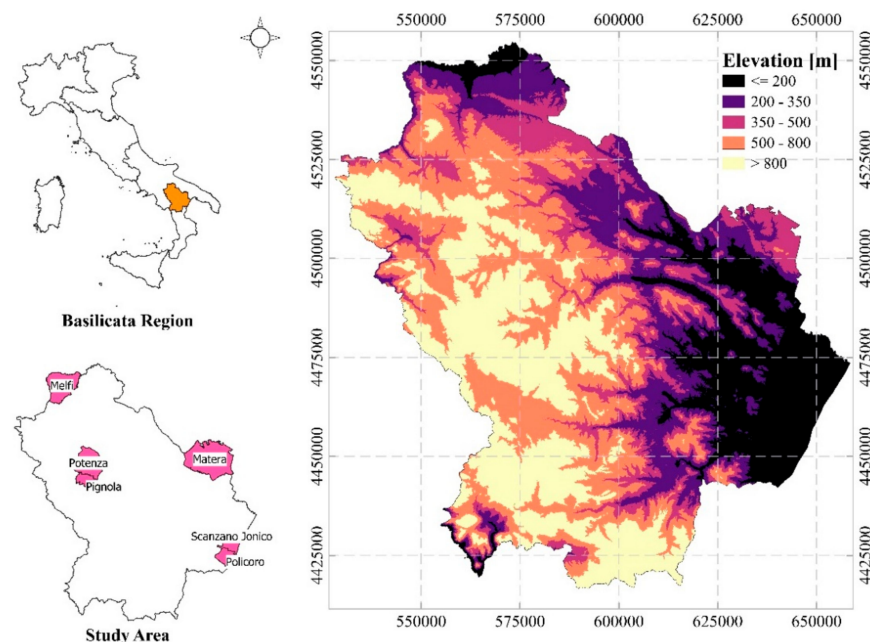 Basilicata Region
Melfi
Potenza
Pignola
Matera
Scanzano Jonico
Policoro
Study Area
550000 575000 600000 625000 650000
4550000
4525000
4500000
4475000
4450000
4425000
Elevation [m]
<= 200
200 - 350
350 - 500
500 - 800
> 800
4550000
4525000
4500000
4475000
4450000
4425000
550000 575000 600000 625000 650000